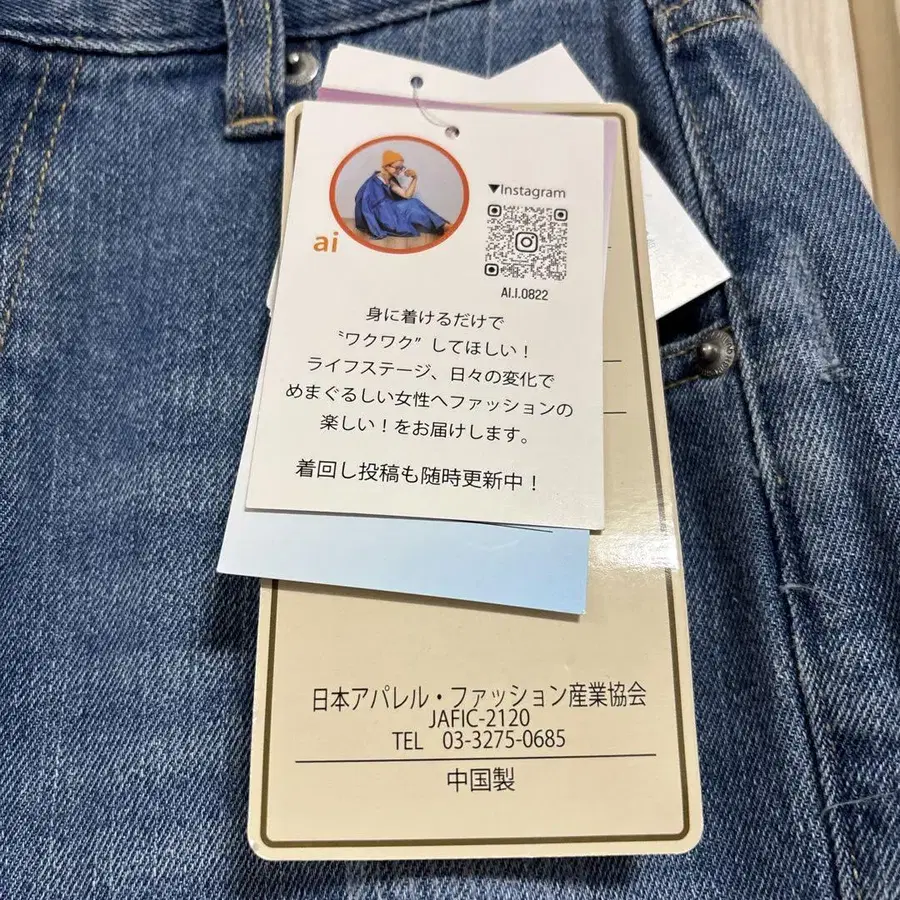 ai
▼Instagram
AI.I.0822
身に着けるだけで
〝ワクワク〟してほしい！
ライフステージ、日々の変化で
めまぐるしい女性へファッションの
楽しい！をお届けします。
着回し投稿も随時更新中！
日本アパレル・ファッション産業協会
JAFIC-2120
TEL 03-3275-0685
中国製